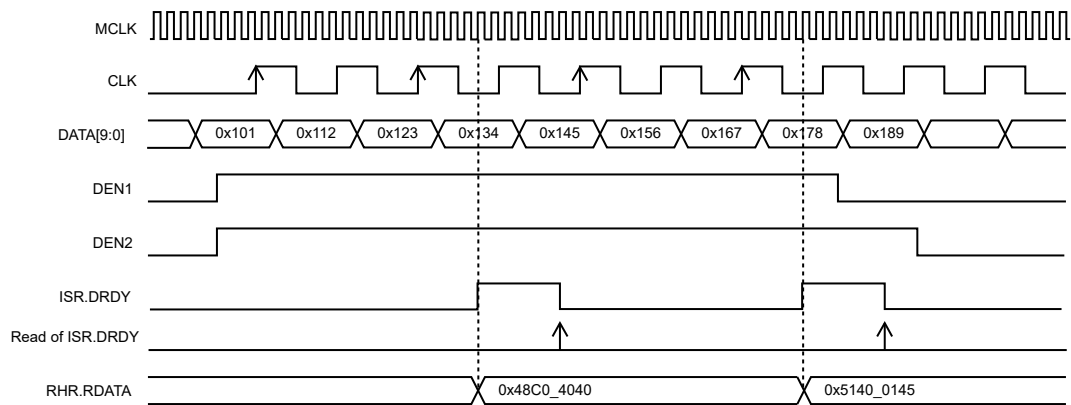 MCLK
CLK
DATA[9:0]
0x101 0x112 0x123 0x134 0x145 0x156 0x167 0x178 0x189
DEN1
DEN2
ISR.DRDY
Read of ISR.DRDY
RHR.RDATA 0x48C0_4040 0x5140_0145